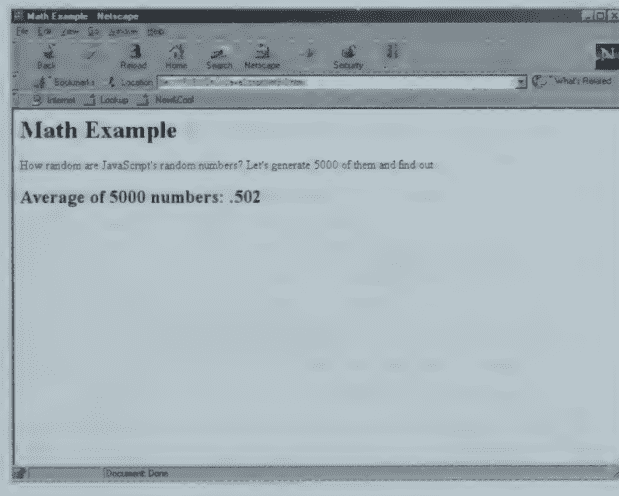 Math Example Netscape
File Edit View Go Window Help
Back Reload Home Search Netscape Security
Bookmarks Location What's Related
Internet Lookup New&Cool
Math Example
How random are JavaScript's random numbers? Let's generate 5000 of them and find out
Average of 5000 numbers: .502
Document: Done